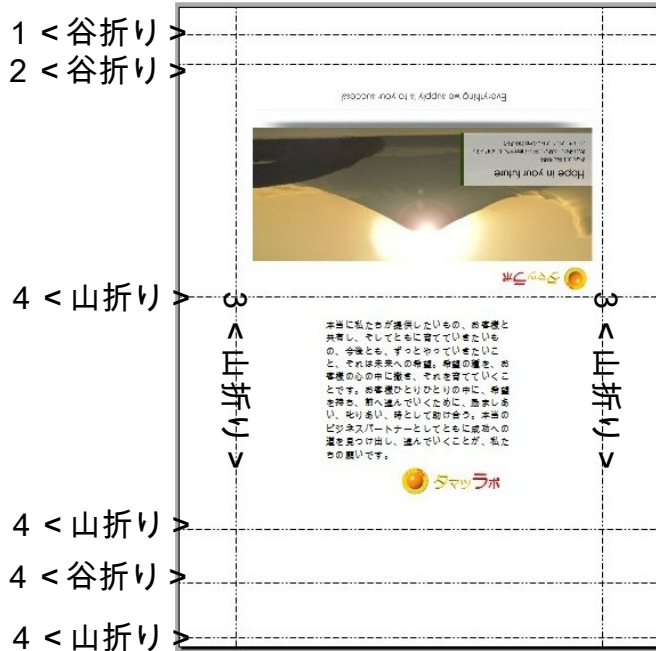 1 < 谷折り >
2 < 谷折り >
Everything we supply is to your success!
Hope in your future
タマッラボ
4 < 山折り >
3 < 山折り >
3 < 山折り >
本当に私たちが提供したいもの、お客様と
共有し、そしてともに育てていきたいも
の、今後とも、ずっとやっていきたいこ
と、それは未来への希望。希望の種を、お
客様の心の中に撒き、それを育てていくこ
とです。お客様ひとりひとりの中に、希望
を持ち、前へ進んでいくために、励ましあ
い、叱りあい、時として助け合う。本当の
ビジネスパートナーとしてともに成功への
道を見つけ出し、進んでいくことが、私た
ちの願いです。
タマッラボ
4 < 山折り >
4 < 谷折り >
4 < 山折り >